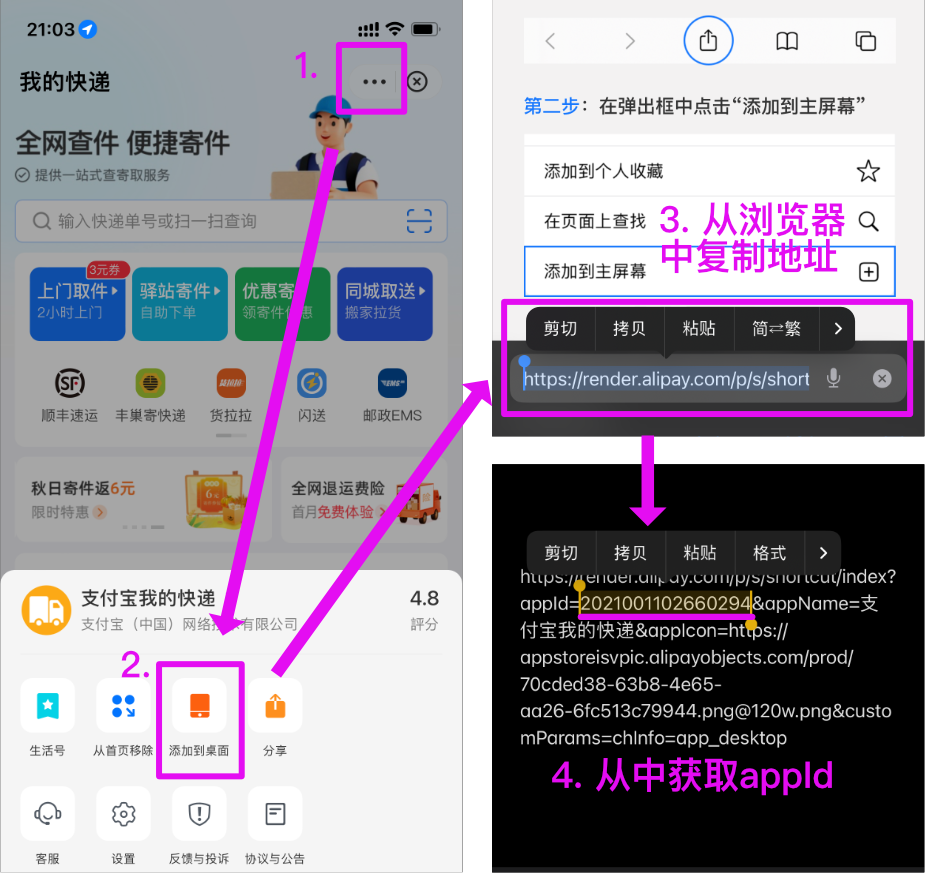 21:03
1.
我的快递
全网查件 便捷寄件
提供一站式查寄取服务
输入快递单号或扫一扫查询
3元券
上门取件
2小时上门
驿站寄件
自助下单
优惠寄
领寄件优惠
同城取送
搬家拉货
SF
EMS
顺丰速运
丰巢寄快递
货拉拉
闪送
邮政EMS
秋日寄件返6元
限时特惠
6元
全网退运费险
首月免费体验
支付宝我的快递
4.8
支付宝（中国）网络技术有限公司
評分
2.
生活号
从首页移除
添加到桌面
分享
客服
设置
反馈与投诉
协议与公告
第二步：在弹出框中点击“添加到主屏幕”
添加到个人收藏
在页面上查找
添加到主屏幕
3. 从浏览器
中复制地址
剪切
拷贝
粘贴
简⇌繁
https://render.alipay.com/p/s/short
剪切
拷贝
粘贴
格式
https://render.alipay.com/p/s/shortcut/index?
appId=2021001102660294&appName=支
付宝我的快递&appIcon=https://
appstoreisvpic.alipayobjects.com/prod/
70cded38-63b8-4e65-
aa26-6fc513c79944.png@120w.png&custo
mParams=chInfo=app_desktop
4. 从中获取appId